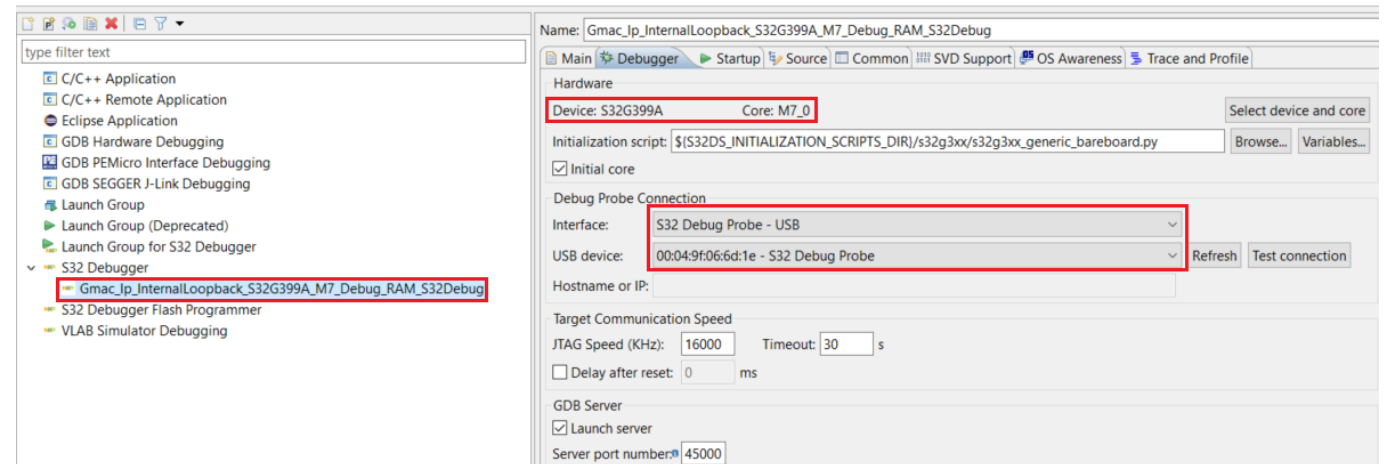 Name: Gmac_Ip_InternalLoopback_S32G399A_M7_Debug_RAM_S32Debug
type filter text
C/C++ Application
C/C++ Remote Application
Eclipse Application
GDB Hardware Debugging
GDB PEMicro Interface Debugging
GDB SEGGER J-Link Debugging
Launch Group
Launch Group (Deprecated)
Launch Group for S32 Debugger
S32 Debugger
Gmac_Ip_InternalLoopback_S32G399A_M7_Debug_RAM_S32Debug
S32 Debugger Flash Programmer
VLAB Simulator Debugging
Main Debugger Startup Source Common SVD Support OS Awareness Trace and Profile
Hardware
Device: S32G399A Core: M7_0 Select device and core
Initialization script: ${S32DS_INITIALIZATION_SCRIPTS_DIR}/s32g3xx/s32g3xx_generic_bareboard.py Browse... Variables...
Initial core
Debug Probe Connection
Interface: S32 Debug Probe - USB
USB device: 00:04:9f:06:6d:1e - S32 Debug Probe Refresh Test connection
Hostname or IP:
Target Communication Speed
JTAG Speed (KHz): 16000 Timeout: 30 s
Delay after reset: 0 ms
GDB Server
Launch server
Server port number: 45000